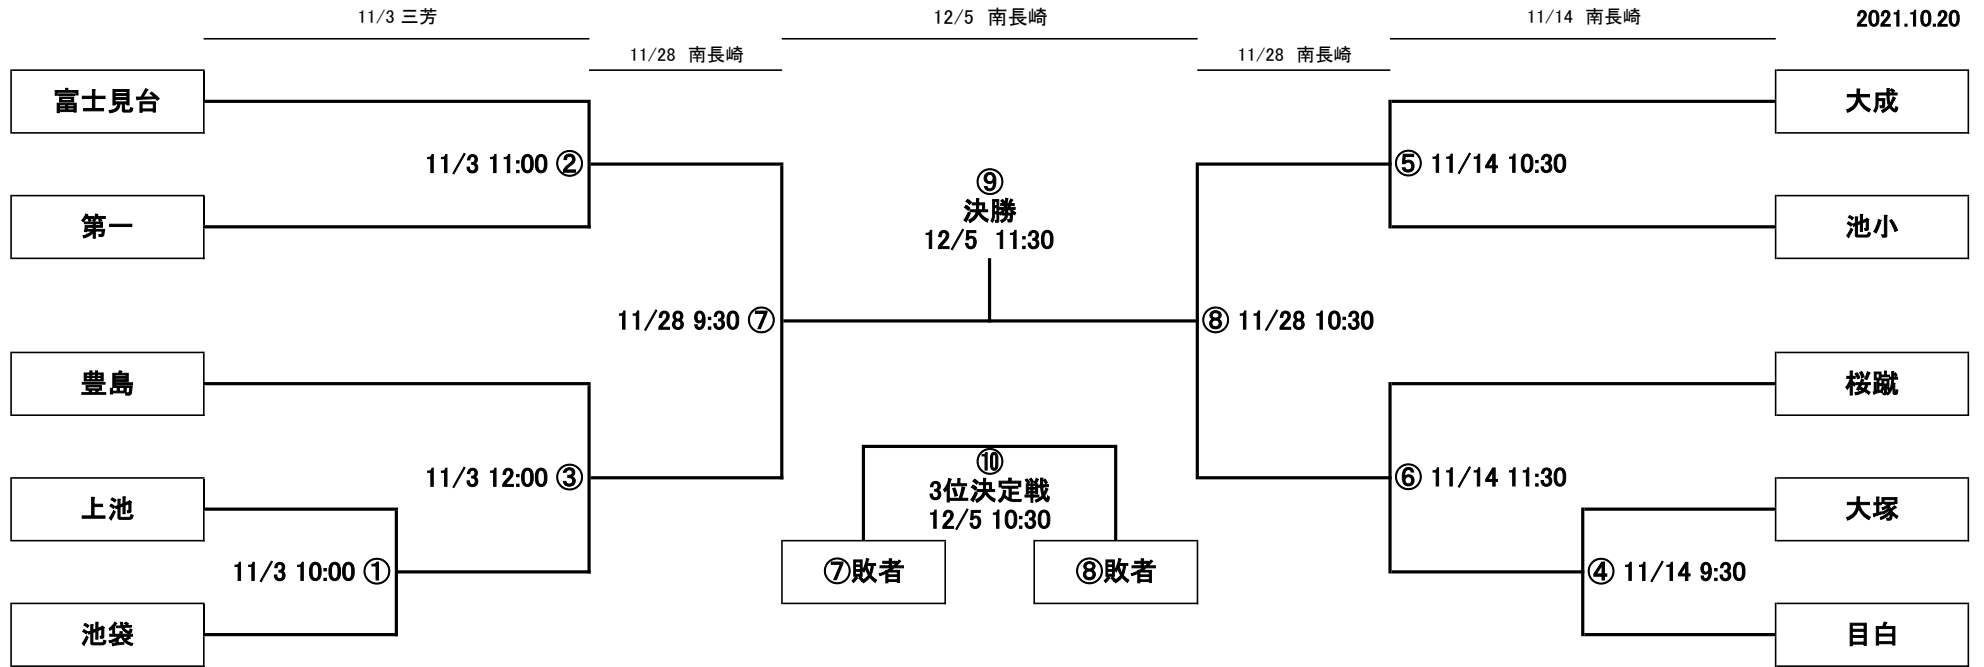 11/3 三芳
12/5 南長崎
11/14 南長崎
2021.10.20
11/28 南長崎
11/28 南長崎
富士見台
大成
11/3 11:00 ②
⑤ 11/14 10:30
⑨
決勝
12/5 11:30
第一
池小
11/28 9:30 ⑦
⑧ 11/28 10:30
豊島
桜蹴
11/3 12:00 ③
⑩
3位決定戦
12/5 10:30
⑥ 11/14 11:30
上池
大塚
11/3 10:00 ①
⑦敗者
⑧敗者
④ 11/14 9:30
池袋
目白